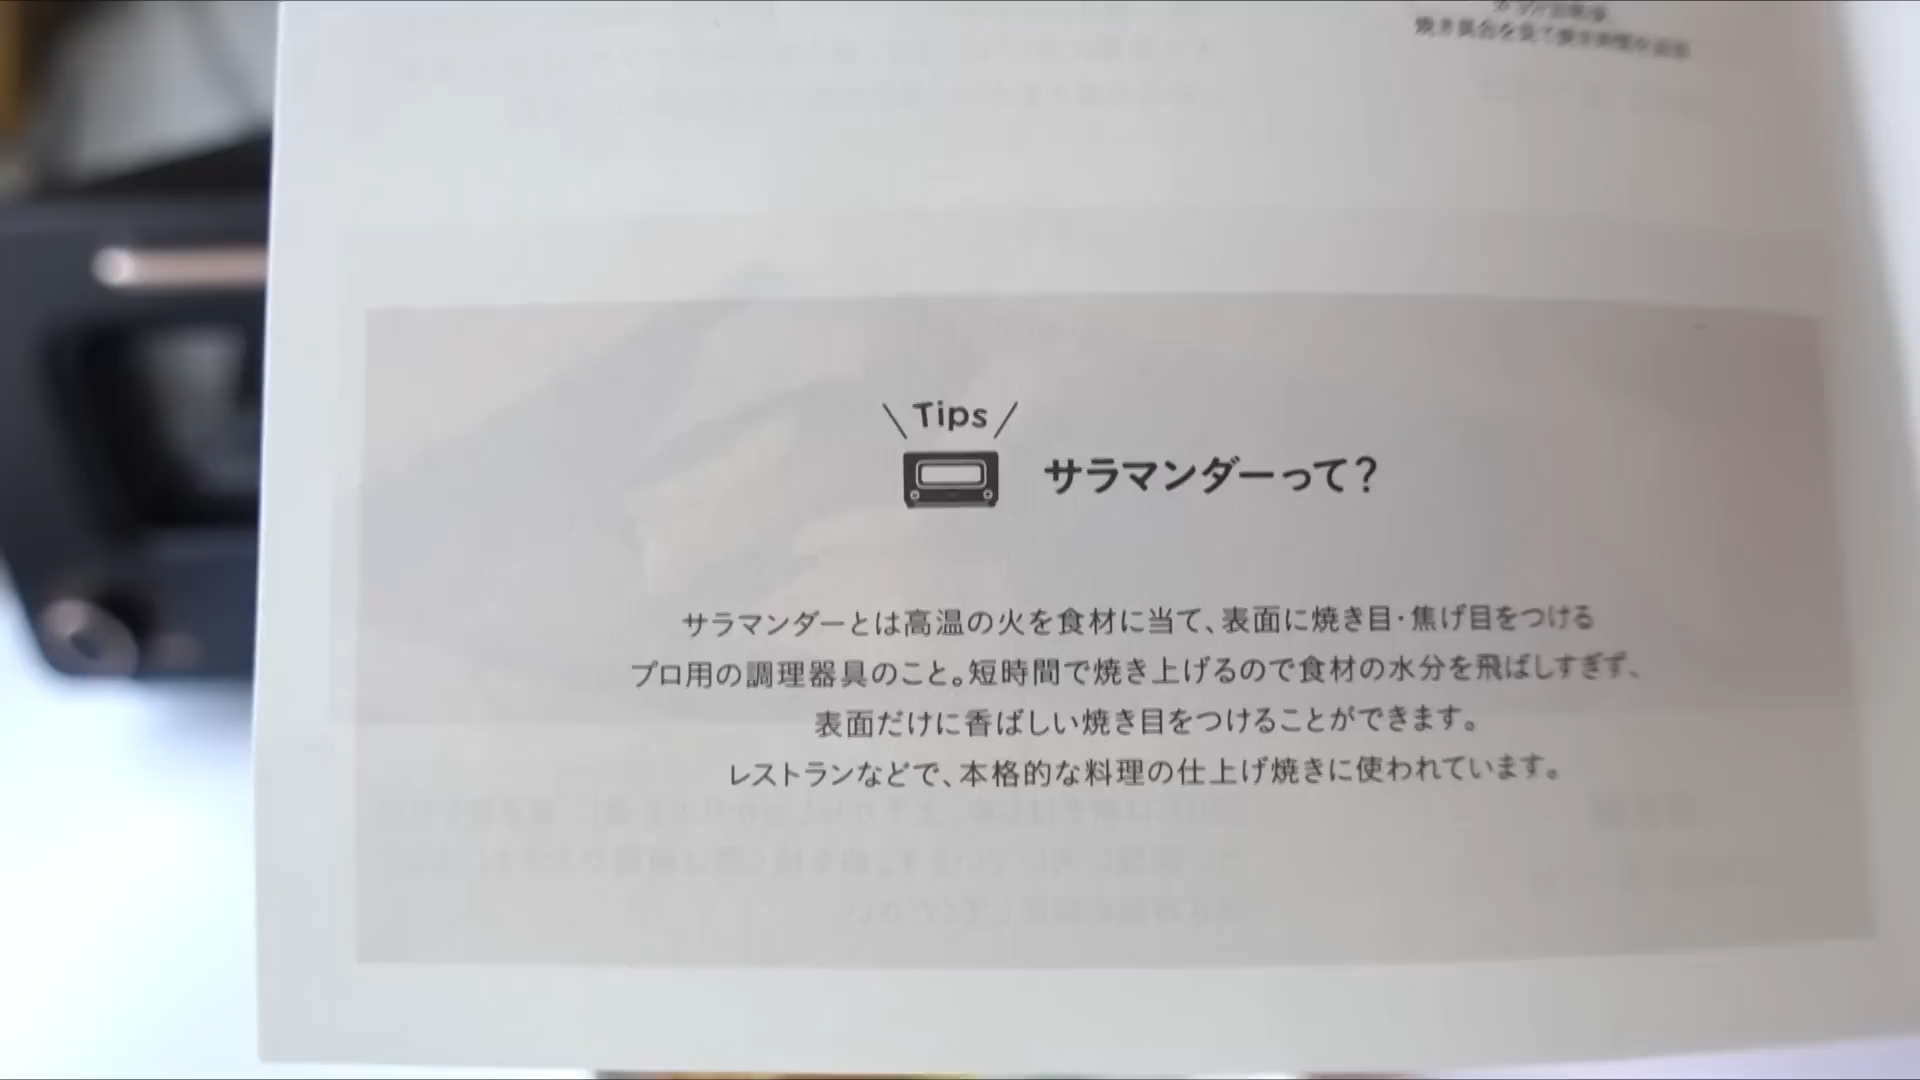 Tips
サラマンダーって？
サラマンダーとは高温の火を食材に当て、表面に焼き目・焦げ目をつける
プロ用の調理器具のこと。短時間で焼き上げるので食材の水分を飛ばしすぎず、
表面だけに香ばしい焼き目をつけることができます。
レストランなどで、本格的な料理の仕上げ焼きに使われています。